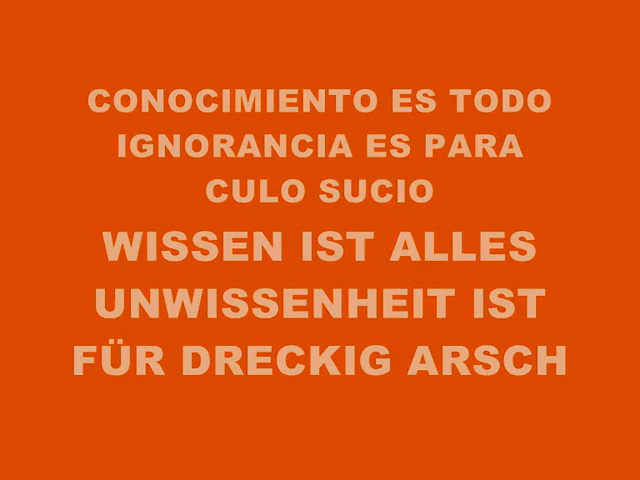 CONOCIMIENTO ES TODO
IGNORANCIA ES PARA
CULO SUCIO
WISSEN IST ALLES
UNWISSENHEIT IST
FÜR DRECKIG ARSCH